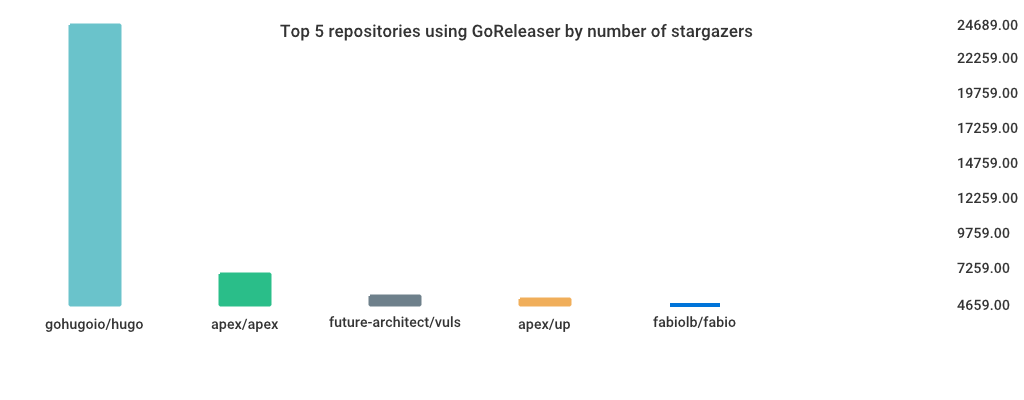 Top 5 repositories using GoReleaser by number of stargazers
24689.00
22259.00
19759.00
17259.00
14759.00
12259.00
9759.00
7259.00
4659.00
gohugoio/hugo
apex/apex
future-architect/vuls
apex/up
fabiolb/fabio